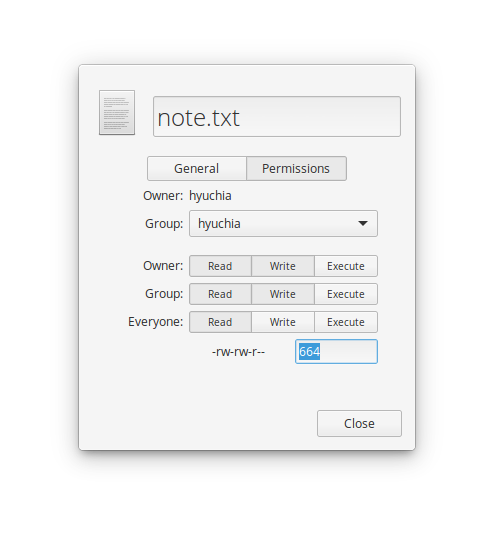 note.txt
General Permissions
Owner: hyuchia
Group: hyuchia
Owner: Read Write Execute
Group: Read Write Execute
Everyone: Read Write Execute
-rw-rw-r-- 664
Close